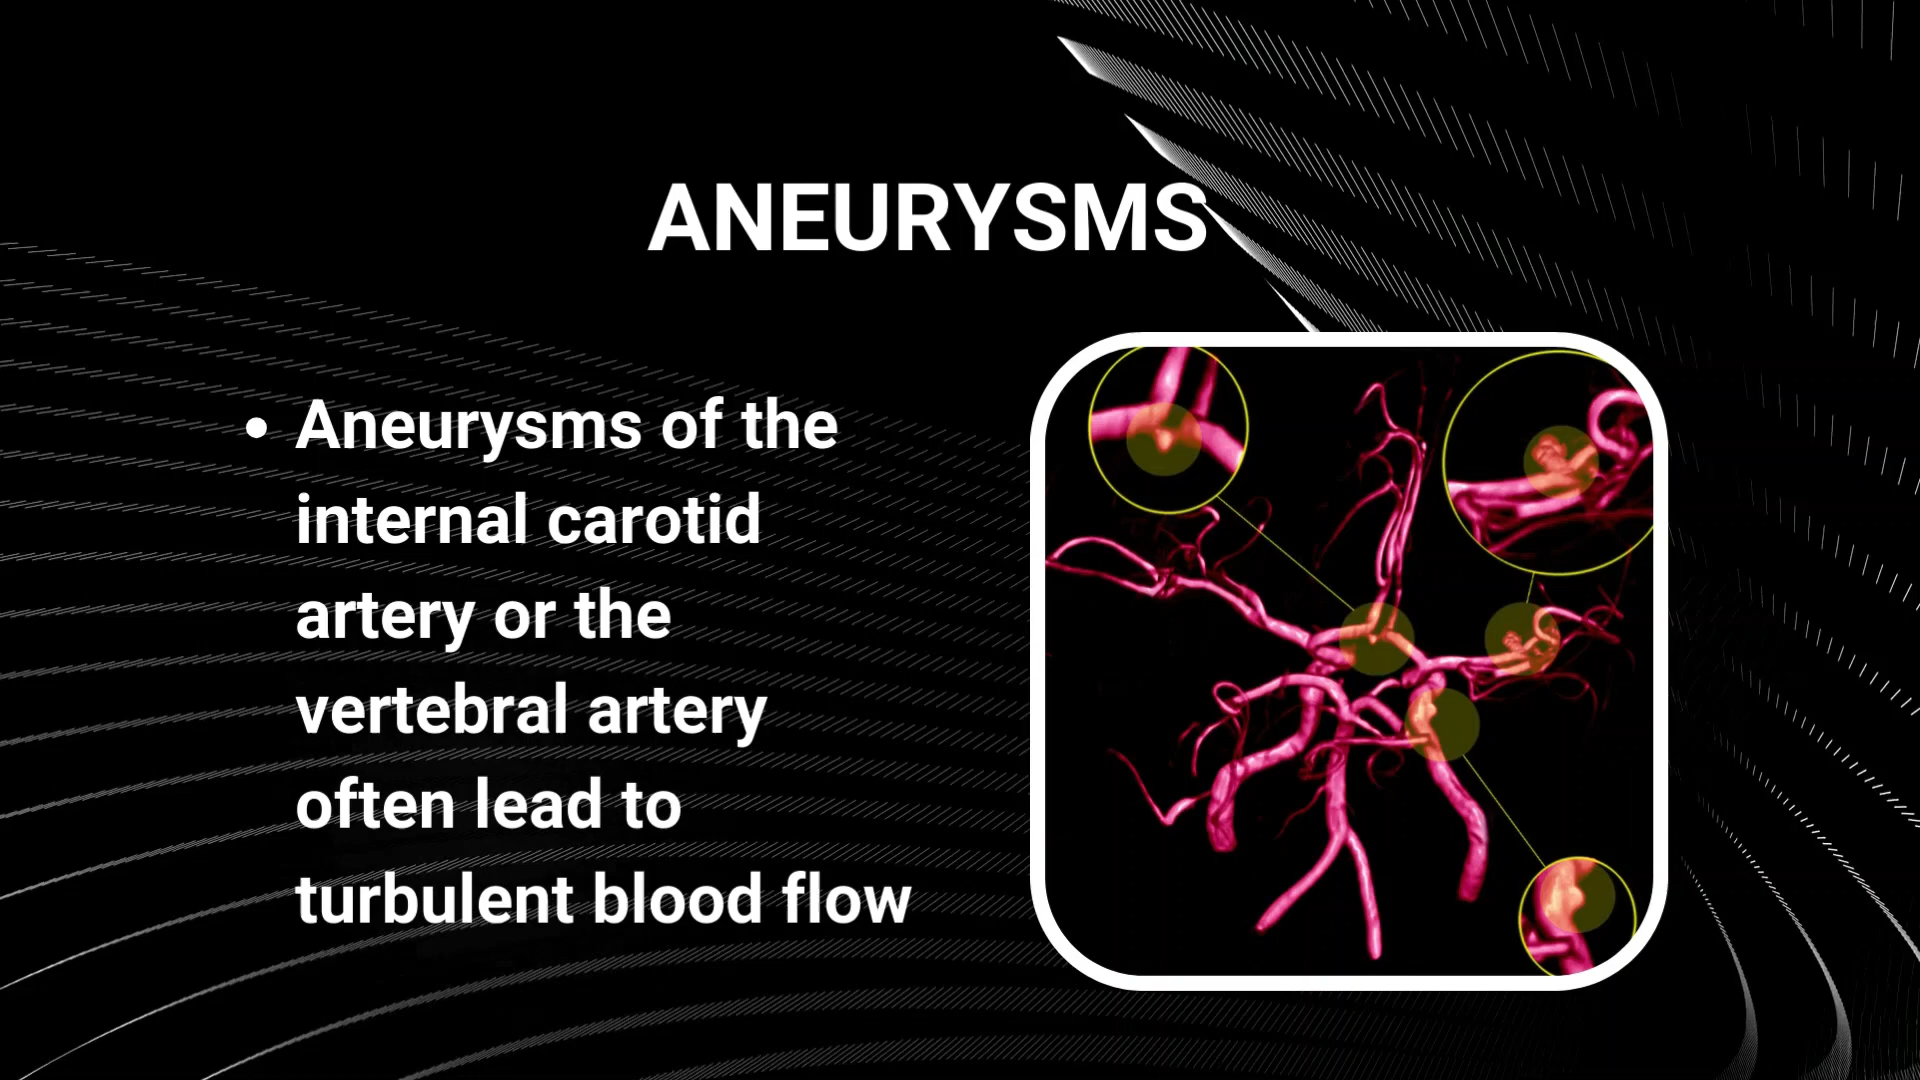 ANEURYSMS
• Aneurysms of the
internal carotid
artery or the
vertebral artery
often lead to
turbulent blood flow